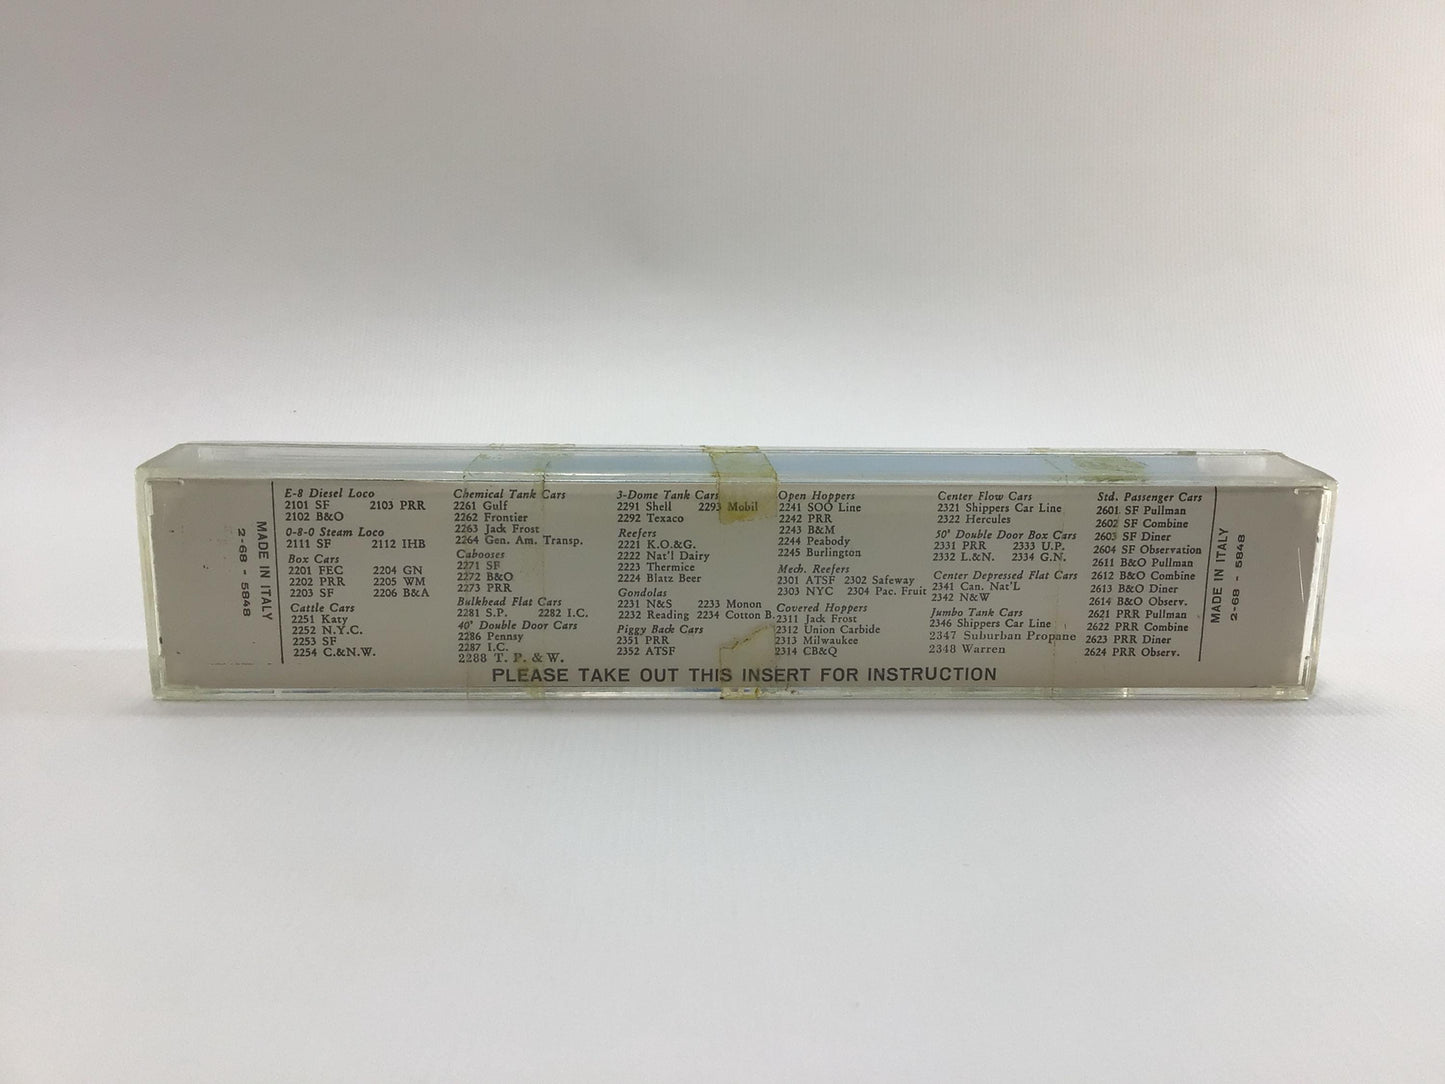 MADE IN ITALY
2-68 - 5848
E-8 Diesel Loco
2101 SF 2103 PRR
2102 B&O
0-8-0 Steam Loco
2111 SF 2112 IHB
Box Cars
2201 FEC 2204 GN
2202 PRR 2205 WM
2203 SF 2206 B&A
Cattle Cars
2251 Katy
2252 N.Y.C.
2253 SF
2254 C.&N.W.
Chemical Tank Cars
2261 Gulf
2262 Frontier
2263 Jack Frost
2264 Gen. Am. Transp.
Cabooses
2271 SF
2272 B&O
2273 PRR
Bulkhead Flat Cars
2281 S.P. 2282 I.C.
40' Double Door Cars
2286 Pennsy
2287 I.C.
2288 T. P. & W.
3-Dome Tank Cars
2291 Shell 2293 Mobil
2292 Texaco
Reefers
2221 K.O.&G.
2222 Nat'l Dairy
2223 Thermice
2224 Blatz Beer
Gondolas
2231 N&S 2233 Monon
2232 Reading 2234 Cotton B.
Piggy Back Cars
2351 PRR
2352 ATSF
Open Hoppers
2241 SOO Line
2242 PRR
2243 B&M
2244 Peabody
2245 Burlington
Mech. Reefers
2301 ATSF 2302 Safeway
2303 NYC 2304 Pac. Fruit
Covered Hoppers
2311 Jack Frost
2312 Union Carbide
2313 Milwaukee
2314 CB&Q
Center Flow Cars
2321 Shippers Car Line
2322 Hercules
50' Double Door Box Cars
2331 PRR 2333 U.P.
2332 L.&N. 2334 G.N.
Center Depressed Flat Cars
2341 Can. Nat'L
2342 N&W
Jumbo Tank Cars
2346 Shippers Car Line
2347 Suburban Propane
2348 Warren
Std. Passenger Cars
2601 SF Pullman
2602 SF Combine
2603 SF Diner
2604 SF Observation
2611 B&O Pullman
2612 B&O Combine
2613 B&O Diner
2614 B&O Observ.
2621 PRR Pullman
2622 PRR Combine
2623 PRR Diner
2624 PRR Observ.
MADE IN ITALY
2-68 - 5848
PLEASE TAKE OUT THIS INSERT FOR INSTRUCTION